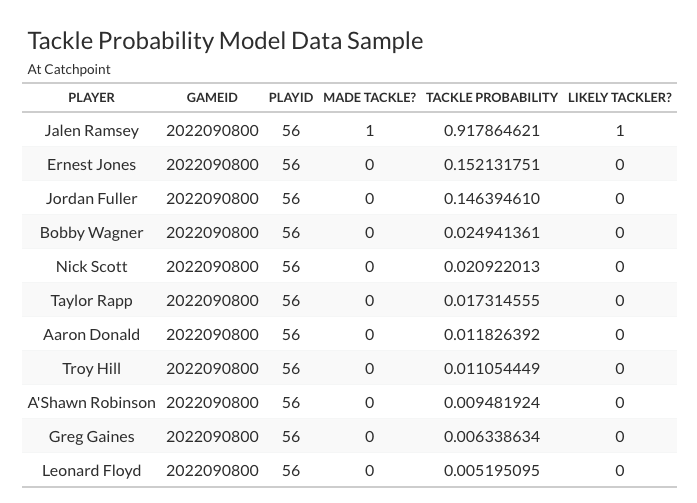 Tackle Probability Model Data Sample
At Catchpoint
PLAYER GAMEID PLAYID MADE TACKLE? TACKLE PROBABILITY LIKELY TACKLER?
Jalen Ramsey 2022090800 56 1 0.917864621 1
Ernest Jones 2022090800 56 0 0.152131751 0
Jordan Fuller 2022090800 56 0 0.146394610 0
Bobby Wagner 2022090800 56 0 0.024941361 0
Nick Scott 2022090800 56 0 0.020922013 0
Taylor Rapp 2022090800 56 0 0.017314555 0
Aaron Donald 2022090800 56 0 0.011826392 0
Troy Hill 2022090800 56 0 0.011054449 0
A'Shawn Robinson 2022090800 56 0 0.009481924 0
Greg Gaines 2022090800 56 0 0.006338634 0
Leonard Floyd 2022090800 56 0 0.005195095 0